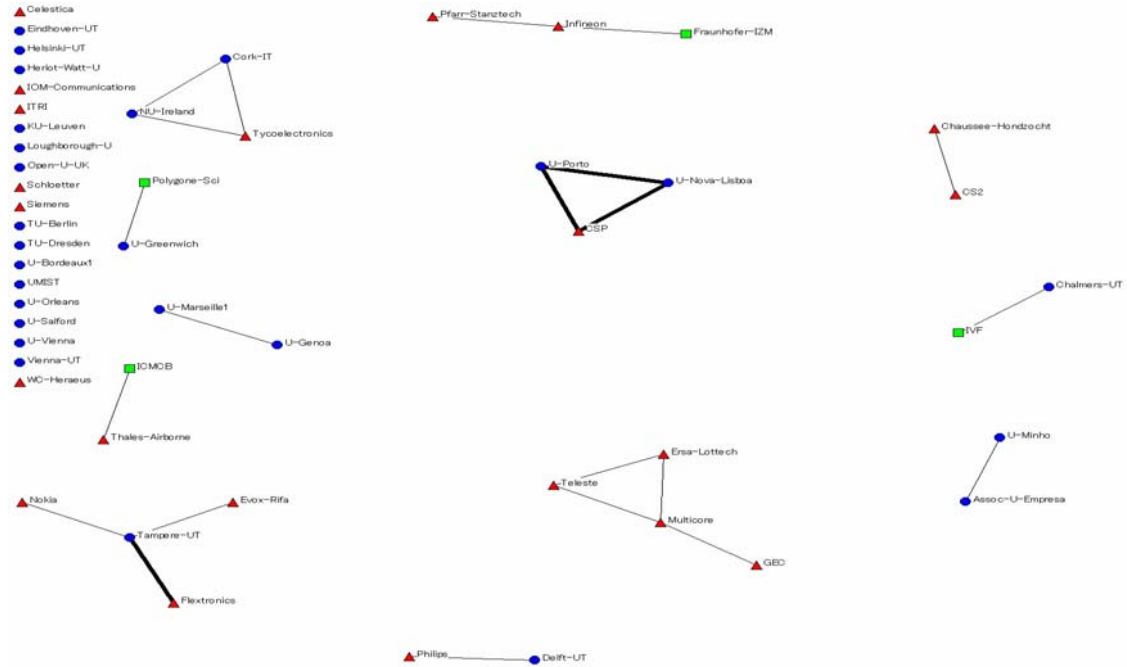 Celestica
Eindhoven-UT
Helsinki-UT
Heriot-Watt-U
IOM-Communications
ITRI
KU-Leuven
Loughborough-U
Open-U-UK
Schloetter
Siemens
TU-Berlin
TU-Dresden
U-Bordeaux1
UMIST
U-Orleans
U-Salford
U-Vienna
Vienna-UT
WC-Heraeus
Cork-IT
NU-Ireland
Tycoelectronics
Polygone-Sci
U-Greenwich
U-Marseille1
U-Genoa
ICMCB
Thales-Airborne
Nokia
Evox-Rifa
Tampere-UT
Flextronics
Pfarr-Stanztech
Infineon
Fraunhofer-IZM
U-Porto
U-Nova-Lisboa
CSP
Ersa-Lottech
Teleste
Multicore
GEC
Philips
Delft-UT
Chaussee-Hondzocht
CS2
Chalmers-UT
IVF
U-Minho
Assoc-U-Empresa